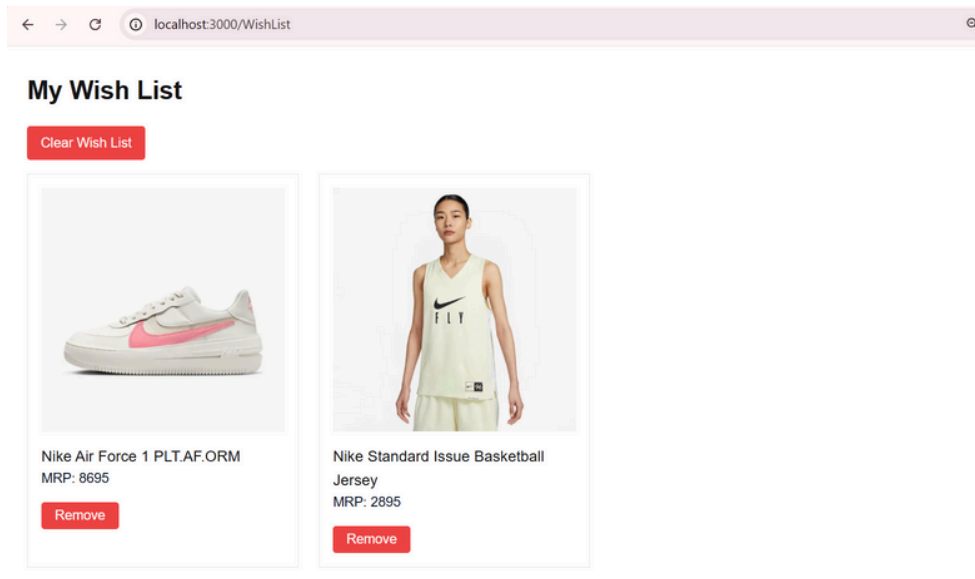 localhost:3000/WishList
My Wish List
Clear Wish List
FLY
Nike Air Force 1 PLT.AF.ORM
MRP: 8695
Remove
Nike Standard Issue Basketball
Jersey
MRP: 2895
Remove